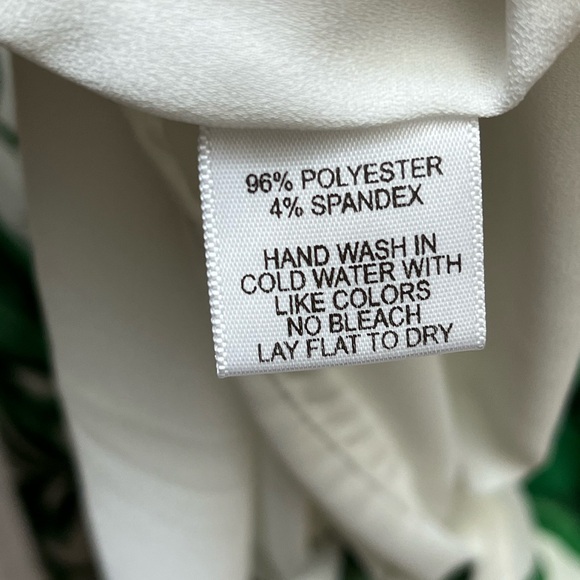 96% POLYESTER
4% SPANDEX
HAND WASH IN
COLD WATER WITH
LIKE COLORS
NO BLEACH
LAY FLAT TO DRY